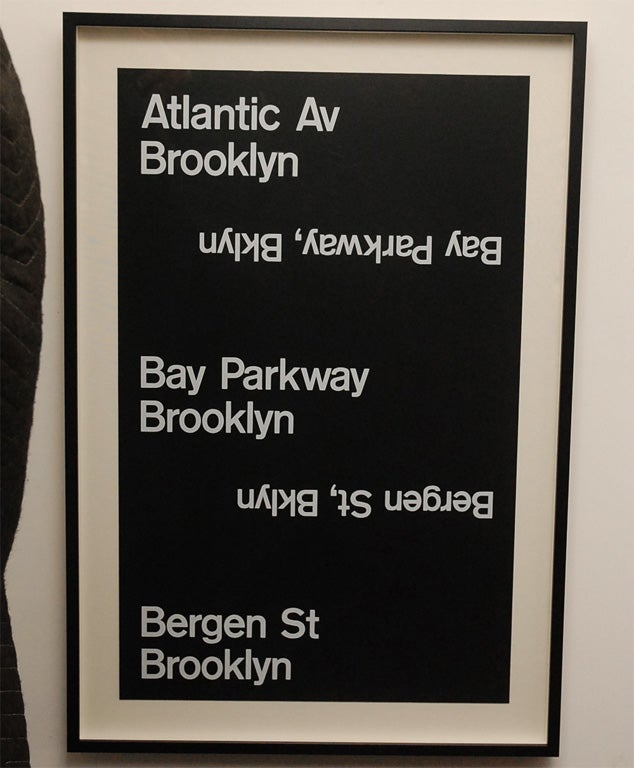 Atlantic Av
Brooklyn
Bay Parkway, Bklyn
Bay Parkway
Brooklyn
Bergen St, Bklyn
Bergen St
Brooklyn